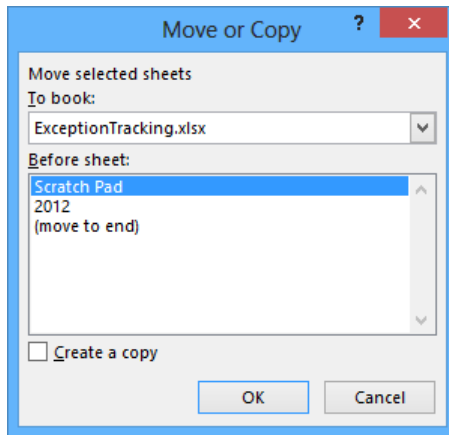 Move or Copy ? ×
Move selected sheets
To book:
ExceptionTracking.xlsx
Before sheet:
Scratch Pad
2012
(move to end)
Create a copy
OK Cancel